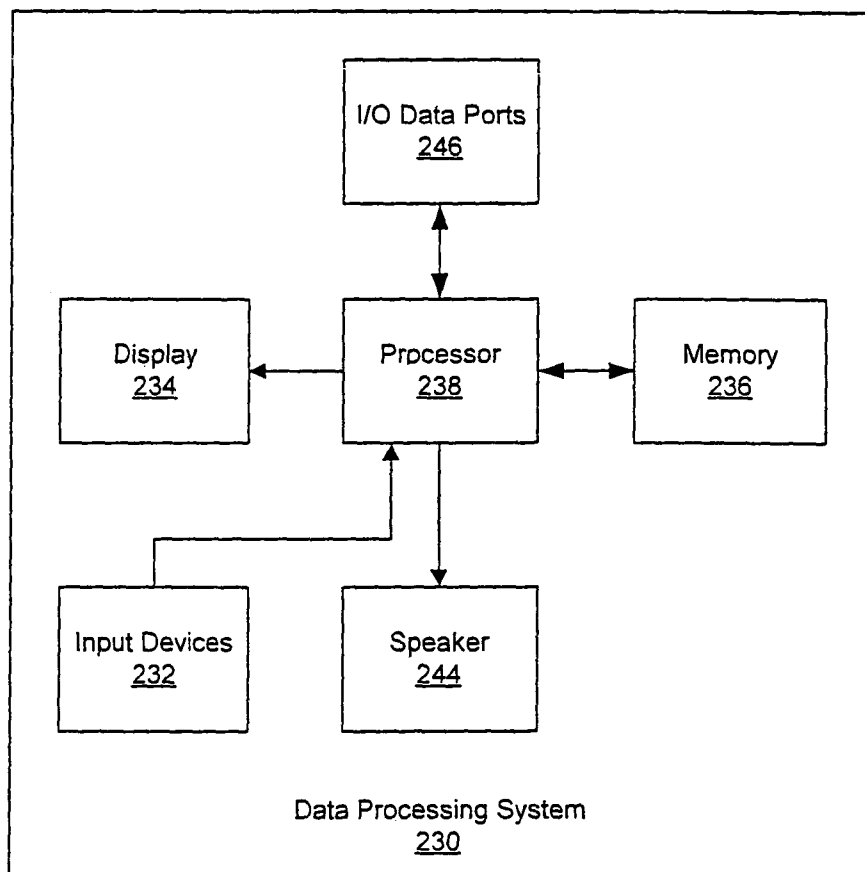 I/O Data Ports
246
Display
234
Processor
238
Memory
236
Input Devices
232
Speaker
244
Data Processing System
230